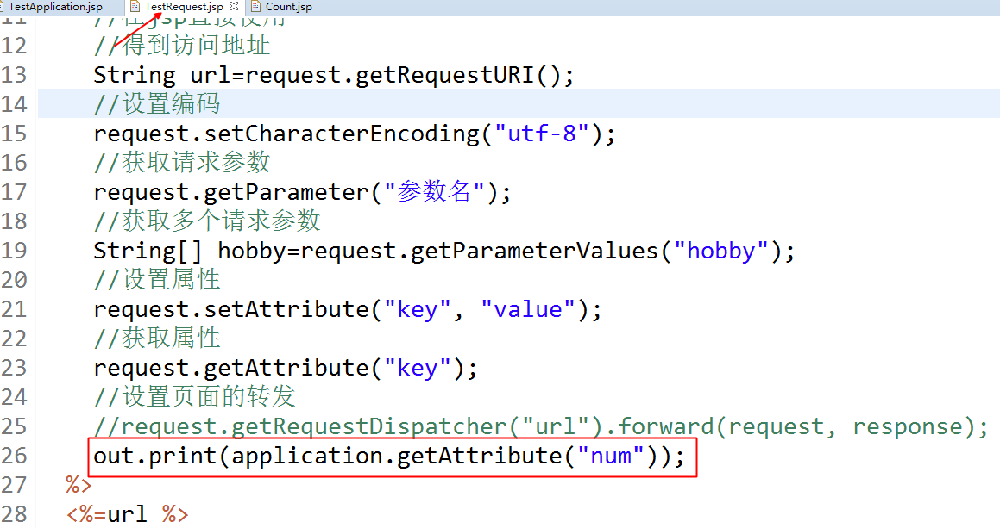 TestApplication.jsp TestRequest.jsp Count.jsp
11 //在jsp直接使用
12 //得到访问地址
13 String url=request.getRequestURI();
14 //设置编码
15 request.setCharacterEncoding("utf-8");
16 //获取请求参数
17 request.getParameter("参数名");
18 //获取多个请求参数
19 String[] hobby=request.getParameterValues("hobby");
20 //设置属性
21 request.setAttribute("key", "value");
22 //获取属性
23 request.getAttribute("key");
24 //设置页面的转发
25 //request.getRequestDispatcher("url").forward(request, response);
26 out.print(application.getAttribute("num"));
27 %>
28 <%=url %>